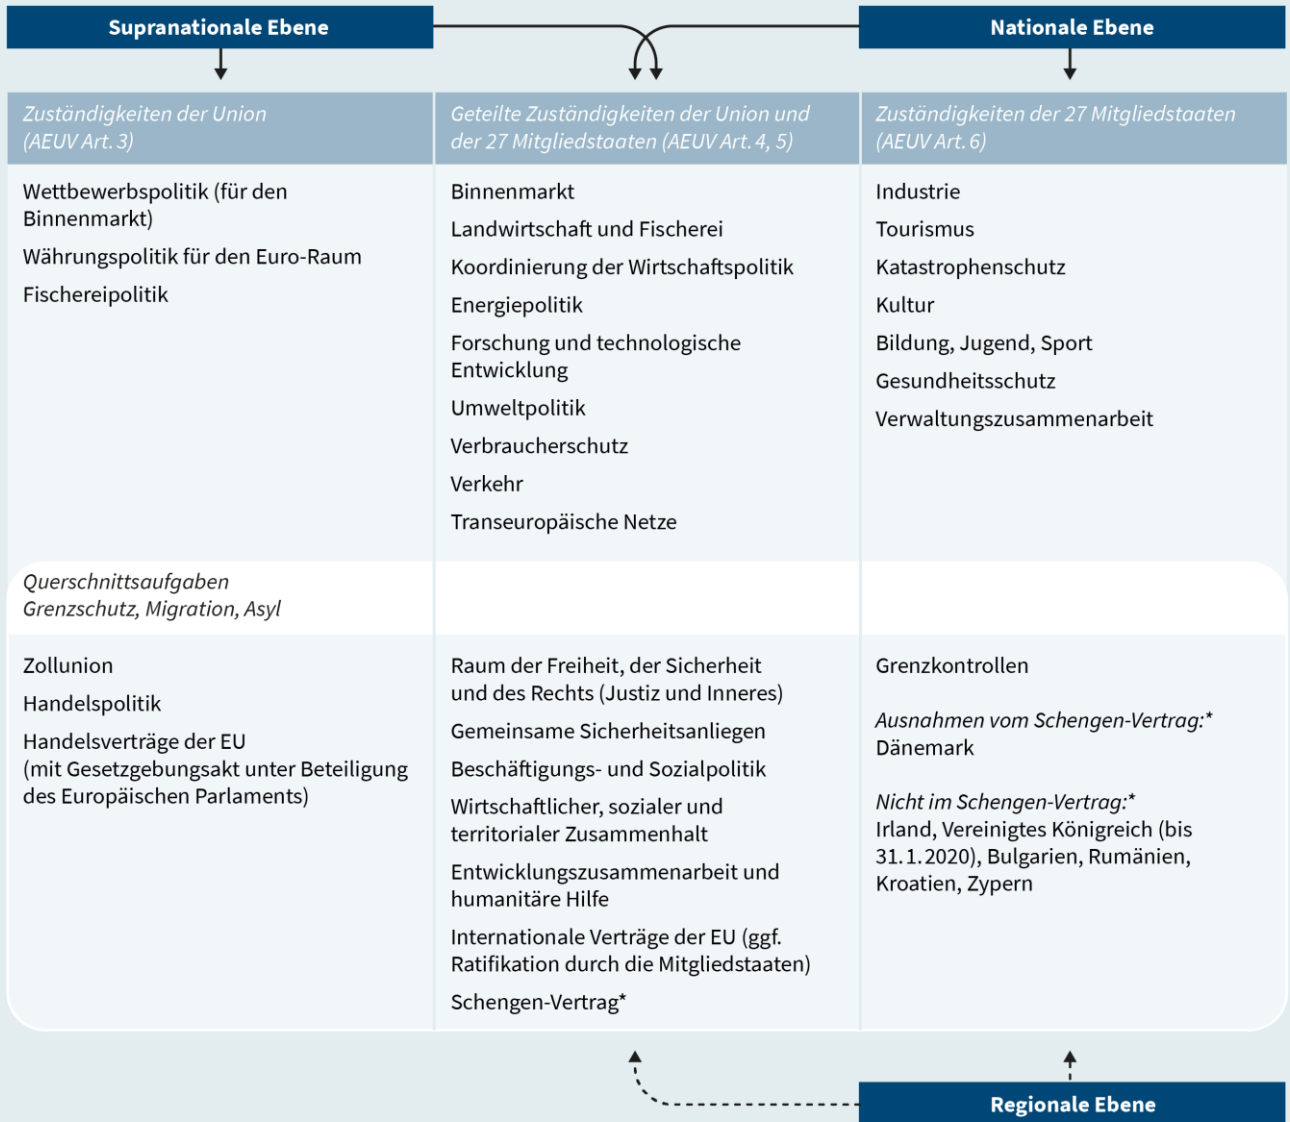 Supranationale Ebene
Nationale Ebene
Zuständigkeiten der Union
(AEUV Art. 3)
Geteilte Zuständigkeiten der Union und
der 27 Mitgliedstaaten (AEUV Art. 4, 5)
Zuständigkeiten der 27 Mitgliedstaaten
(AEUV Art. 6)
Wettbewerbspolitik (für den
Binnenmarkt)
Währungspolitik für den Euro-Raum
Fischereipolitik
Binnenmarkt
Landwirtschaft und Fischerei
Koordinierung der Wirtschaftspolitik
Energiepolitik
Forschung und technologische
Entwicklung
Umweltpolitik
Verbraucherschutz
Verkehr
Transeuropäische Netze
Industrie
Tourismus
Katastrophenschutz
Kultur
Bildung, Jugend, Sport
Gesundheitsschutz
Verwaltungszusammenarbeit
Querschnittsaufgaben
Grenzschutz, Migration, Asyl
Zollunion
Handelspolitik
Handelsverträge der EU
(mit Gesetzgebungsakt unter Beteiligung
des Europäischen Parlaments)
Raum der Freiheit, der Sicherheit
und des Rechts (Justiz und Inneres)
Gemeinsame Sicherheitsanliegen
Beschäftigungs- und Sozialpolitik
Wirtschaftlicher, sozialer und
territorialer Zusammenhalt
Entwicklungszusammenarbeit und
humanitäre Hilfe
Internationale Verträge der EU (ggf.
Ratifikation durch die Mitgliedstaaten)
Schengen-Vertrag*
Grenzkontrollen
Ausnahmen vom Schengen-Vertrag:*
Dänemark
Nicht im Schengen-Vertrag:*
Irland, Vereinigtes Königreich (bis
31.1.2020), Bulgarien, Rumänien,
Kroatien, Zypern
Regionale Ebene